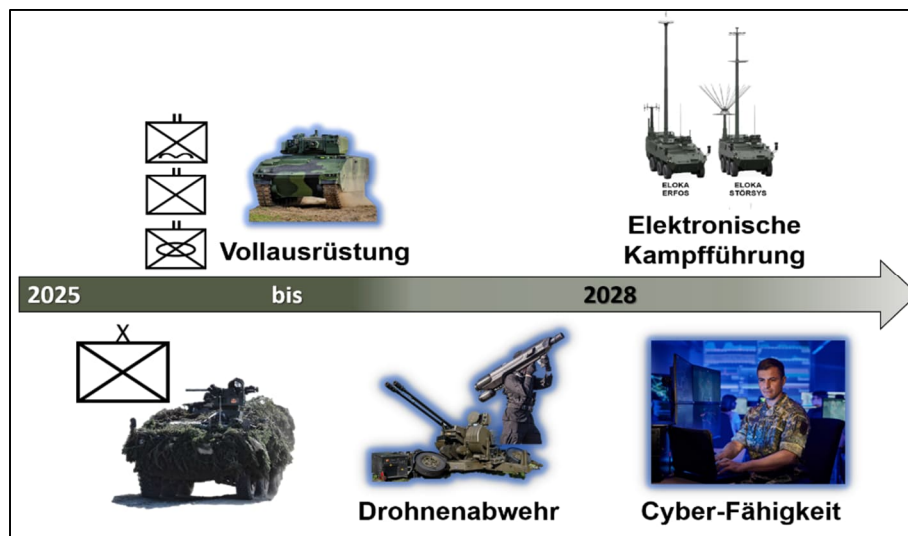 ELOKA
ERFOS
ELOKA
STÖRSYS
Vollausrüstung
Elektronische
Kampfführung
2025 bis 2028
X
Drohnenabwehr
Cyber-Fähigkeit